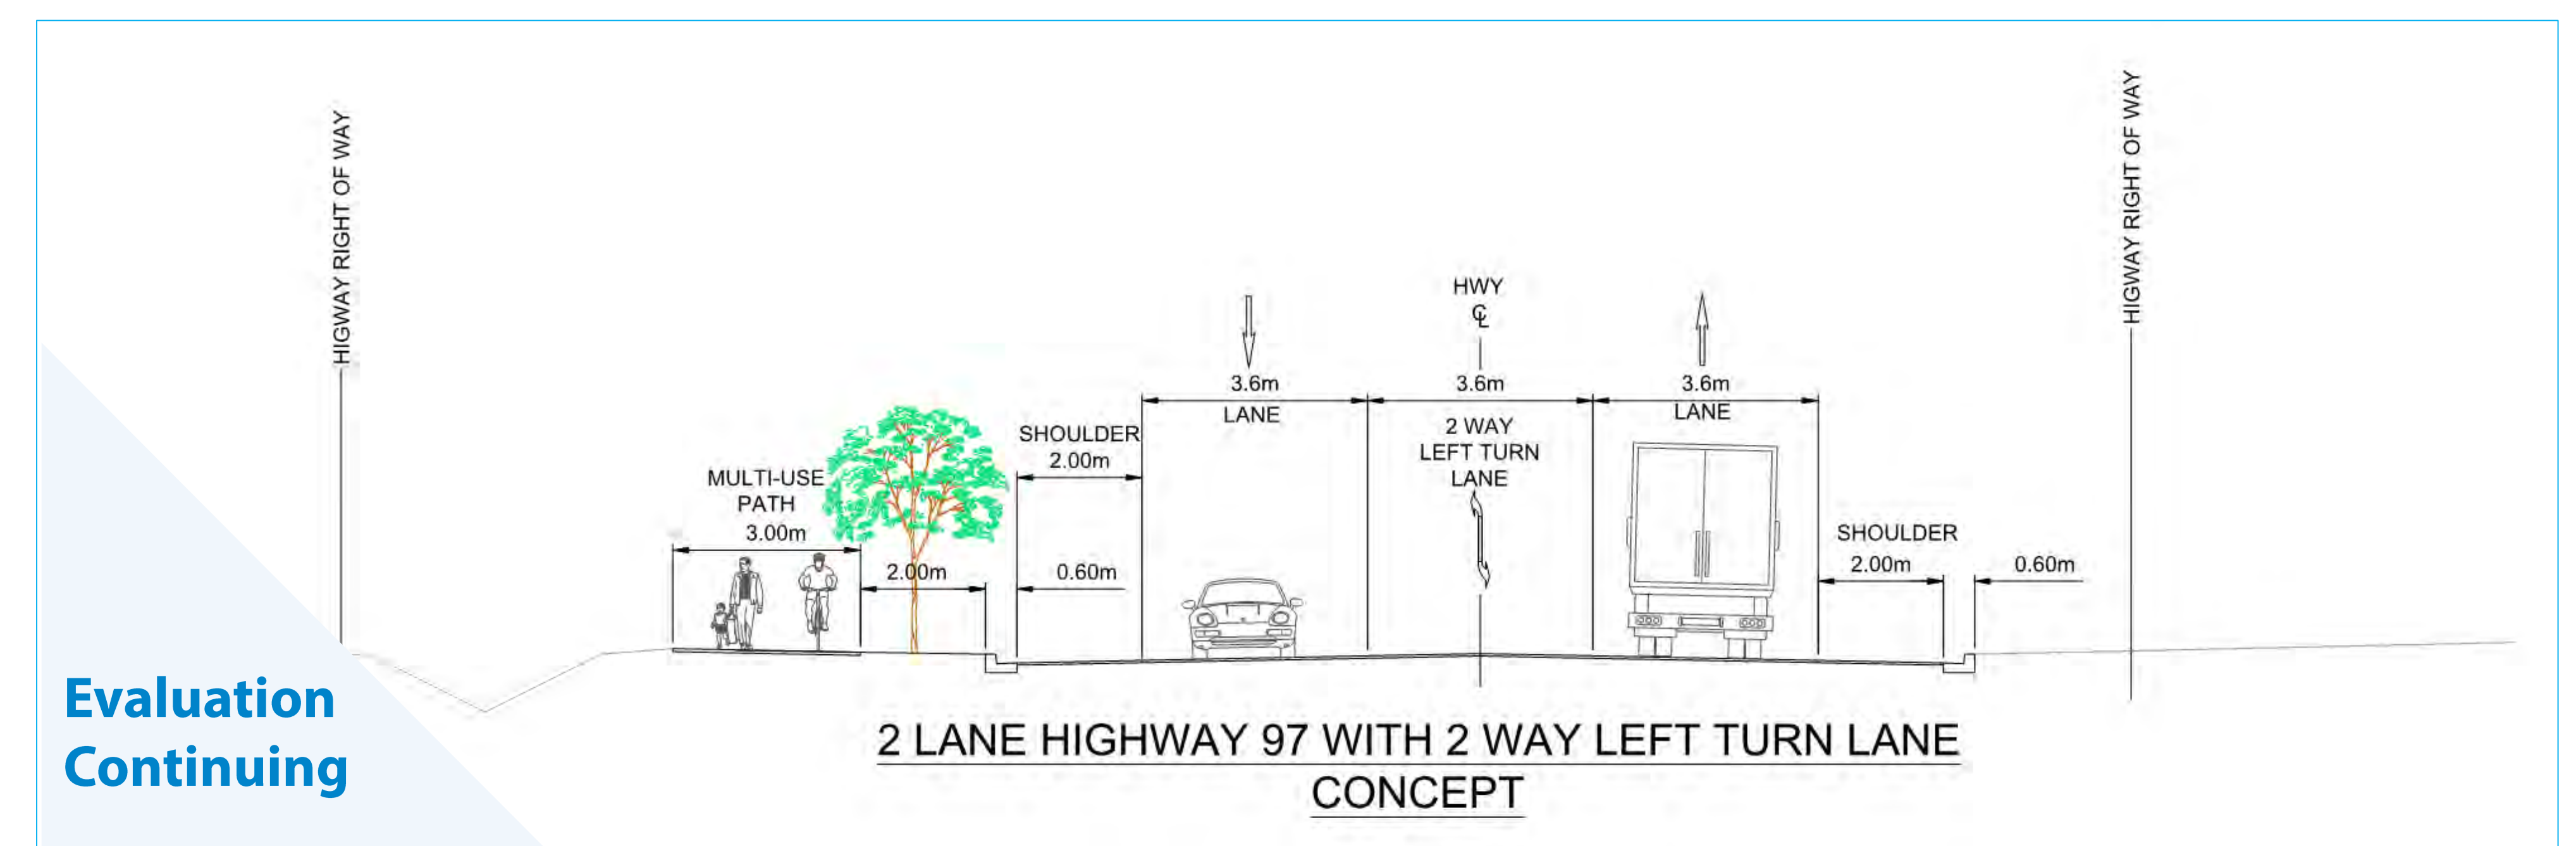 HIGWAY RIGHT OF WAY
HIGWAY RIGHT OF WAY
HWY
℄
3.6m
LANE
3.6m
2 WAY
LEFT TURN
LANE
3.6m
LANE
SHOULDER
2.00m
MULTI-USE
PATH
3.00m
2.00m
0.60m
SHOULDER
2.00m
0.60m
Evaluation
Continuing
2 LANE HIGHWAY 97 WITH 2 WAY LEFT TURN LANE
CONCEPT